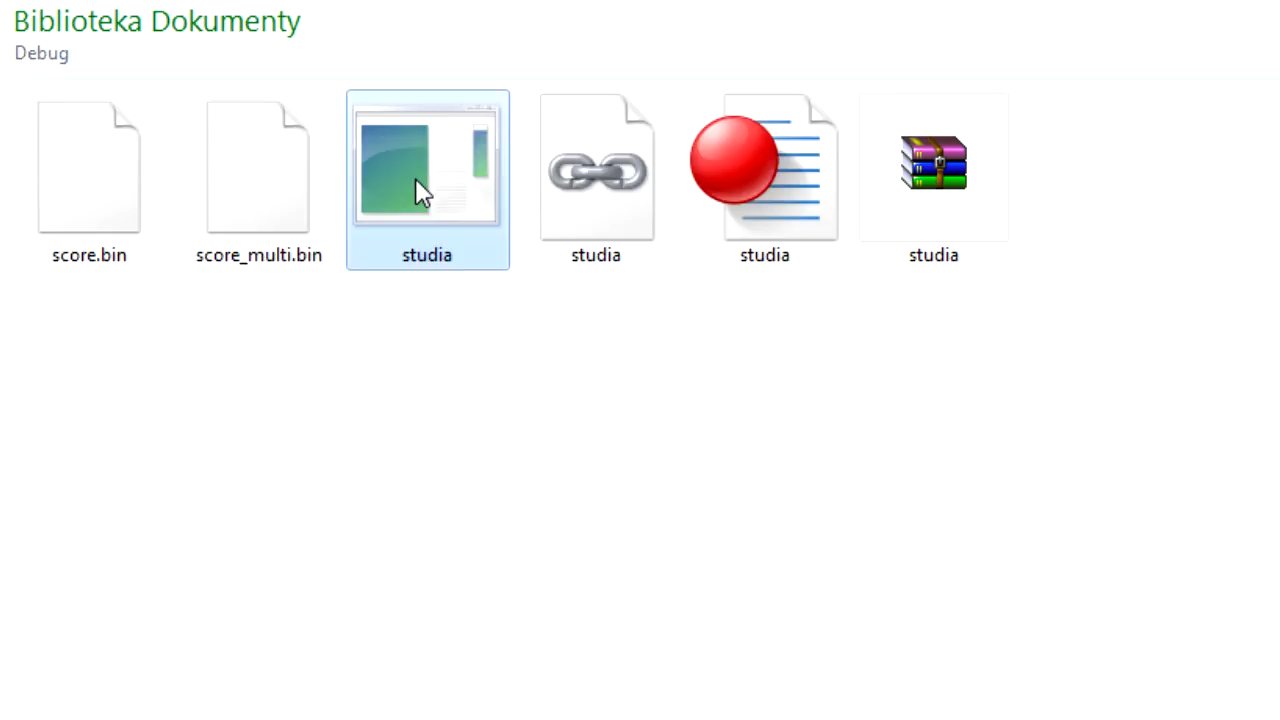 Biblioteka Dokumenty
Debug
score.bin
score_multi.bin
studia
studia
studia
studia